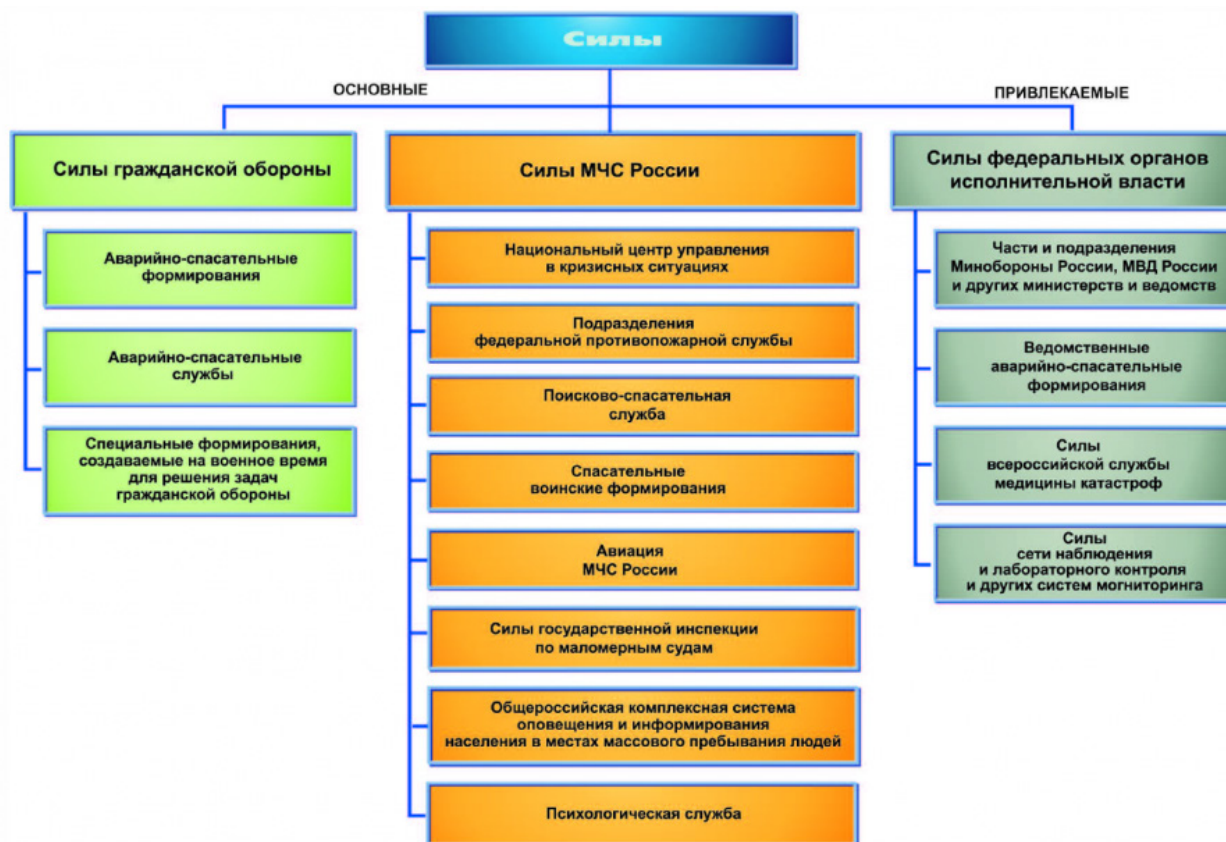 Силы
ОСНОВНЫЕ
ПРИВЛЕКАЕМЫЕ
Силы гражданской обороны
Аварийно-спасательные
формирования
Аварийно-спасательные
службы
Специальные формирования,
создаваемые на военное время
для решения задач
гражданской обороны
Силы МЧС России
Национальный центр управления
в кризисных ситуациях
Подразделения
федеральной противопожарной службы
Поисково-спасательная
служба
Спасательные
воинские формирования
Авиация
МЧС России
Силы государственной инспекции
по маломерным судам
Общероссийская комплексная система
оповещения и информирования
населения в местах массового пребывания людей
Психологическая служба
Силы федеральных органов
исполнительной власти
Части и подразделения
Минобороны России, МВД России
и других министерств и ведомств
Ведомственные
аварийно-спасательные
формирования
Силы
всероссийской службы
медицины катастроф
Силы
сети наблюдения
и лабораторного контроля
и других систем могниторинга